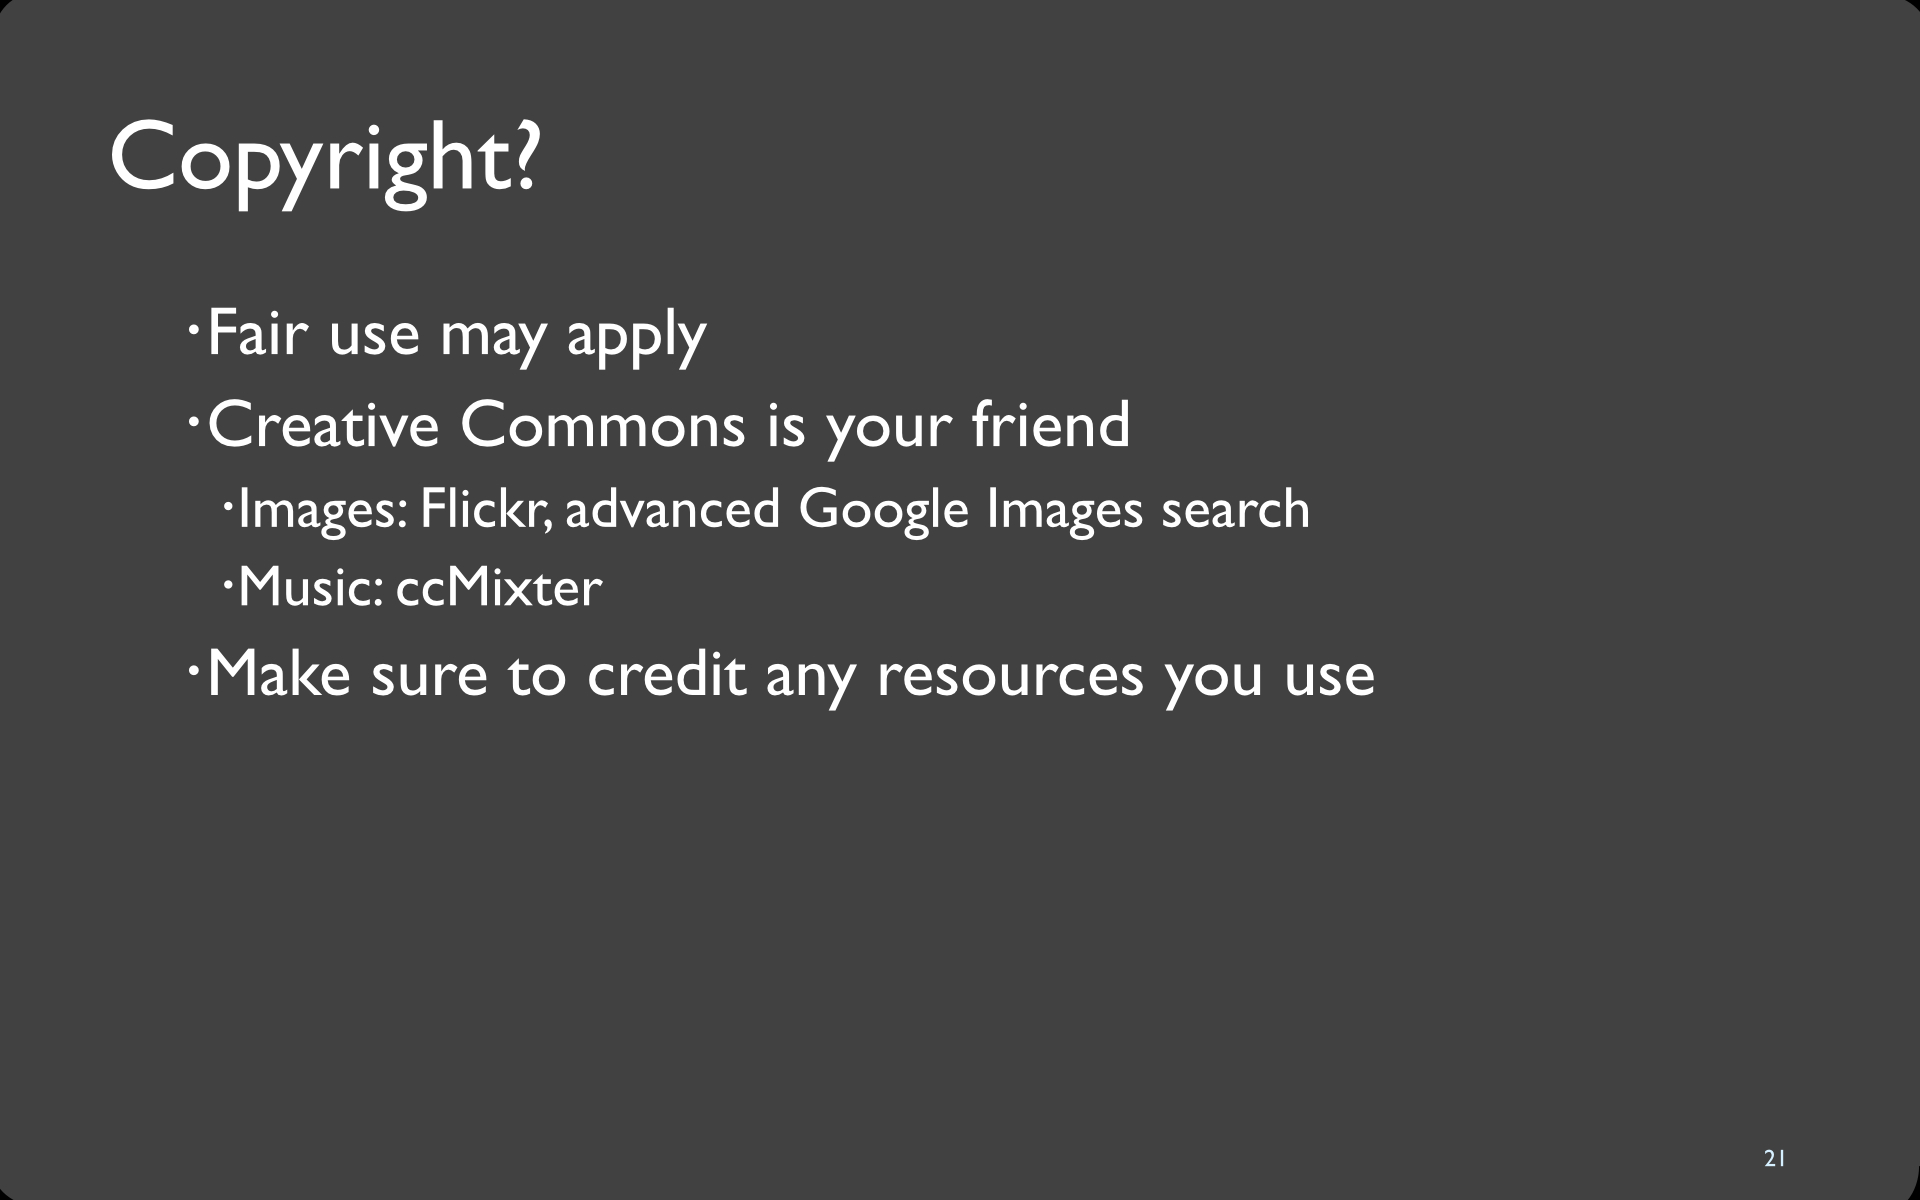 Copyright?
•Fair use may apply
•Creative Commons is your friend
•Images: Flickr, advanced Google Images search
•Music: ccMixter
•Make sure to credit any resources you use
21